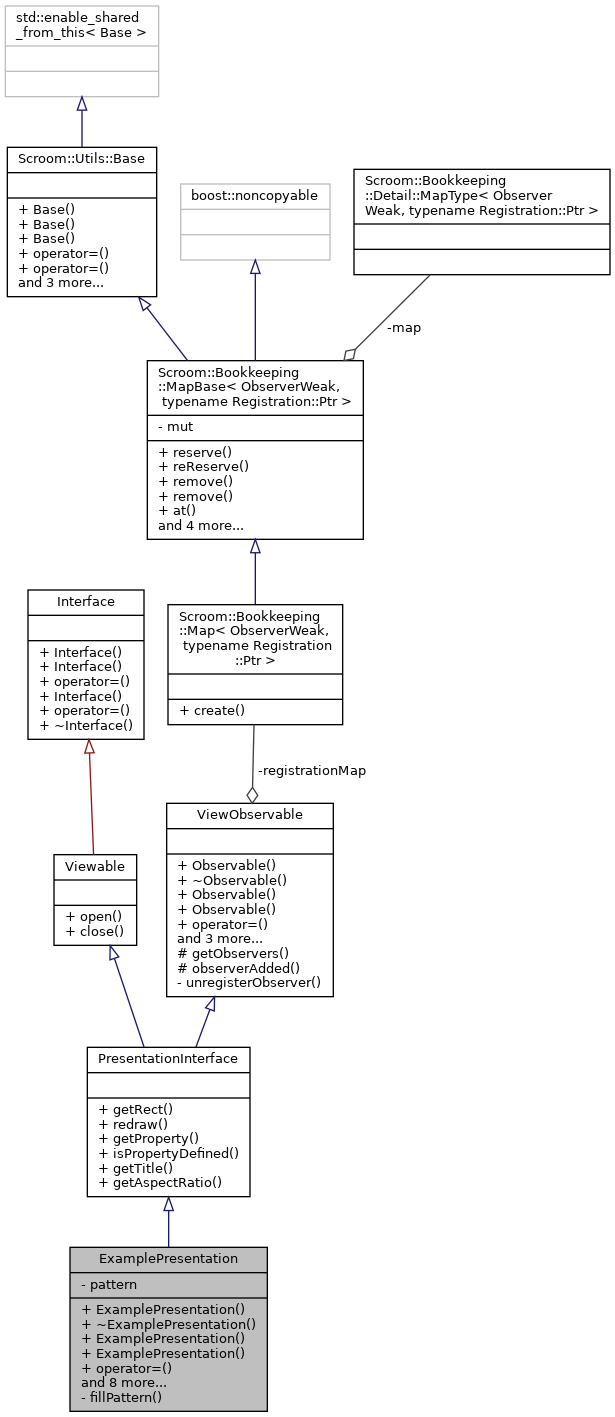 std::enable_shared
_from_this< Base >
Scroom::Utils::Base
+ Base()
+ Base()
+ Base()
+ operator=()
+ operator=()
and 3 more...
boost::noncopyable
Scroom::Bookkeeping
::Detail::MapType< Observer
Weak, typename Registration::Ptr >
-map
Scroom::Bookkeeping
::MapBase< ObserverWeak,
typename Registration::Ptr >
- mut
+ reserve()
+ reReserve()
+ remove()
+ remove()
+ at()
and 4 more...
Interface
+ Interface()
+ Interface()
+ operator=()
+ Interface()
+ operator=()
+ ~Interface()
Scroom::Bookkeeping
::Map< ObserverWeak,
typename Registration
::Ptr >
+ create()
-registrationMap
Viewable
+ open()
+ close()
ViewObservable
+ Observable()
+ ~Observable()
+ Observable()
+ Observable()
+ operator=()
and 3 more...
# getObservers()
# observerAdded()
- unregisterObserver()
PresentationInterface
+ getRect()
+ redraw()
+ getProperty()
+ isPropertyDefined()
+ getTitle()
+ getAspectRatio()
ExamplePresentation
- pattern
+ ExamplePresentation()
+ ~ExamplePresentation()
+ ExamplePresentation()
+ ExamplePresentation()
+ operator=()
and 8 more...
- fillPattern()